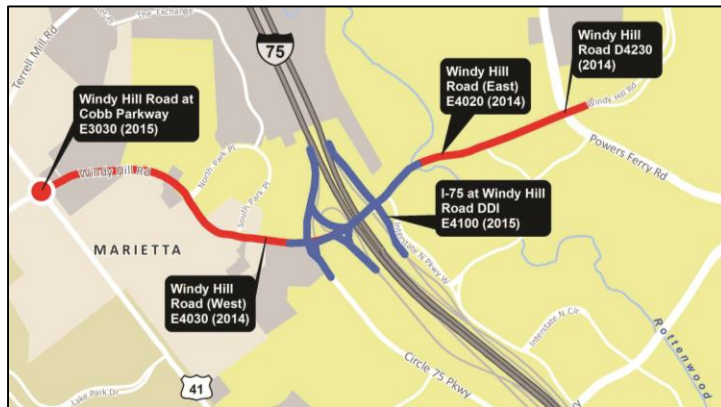 The Exchange
Terrell Mill Rd
75
Windy Hill
Road D4230
(2014)
Windy Hill
Road (East)
E4020 (2014)
Windy Hill Rd
Windy Hill Road at
Cobb Parkway
E3030 (2015)
Powers Ferry Rd
Windy Hill Rd
North Park Pl
South Park Pl
I-75 at Windy Hill
Road DDI
E4100 (2015)
MARIETTA
Interstate N Pkwy W
Windy Hill
Road (West)
E4030 (2014)
Interstate N Cir
Rottenwood
Circle 75 Pkwy
41
Lake Park Dr